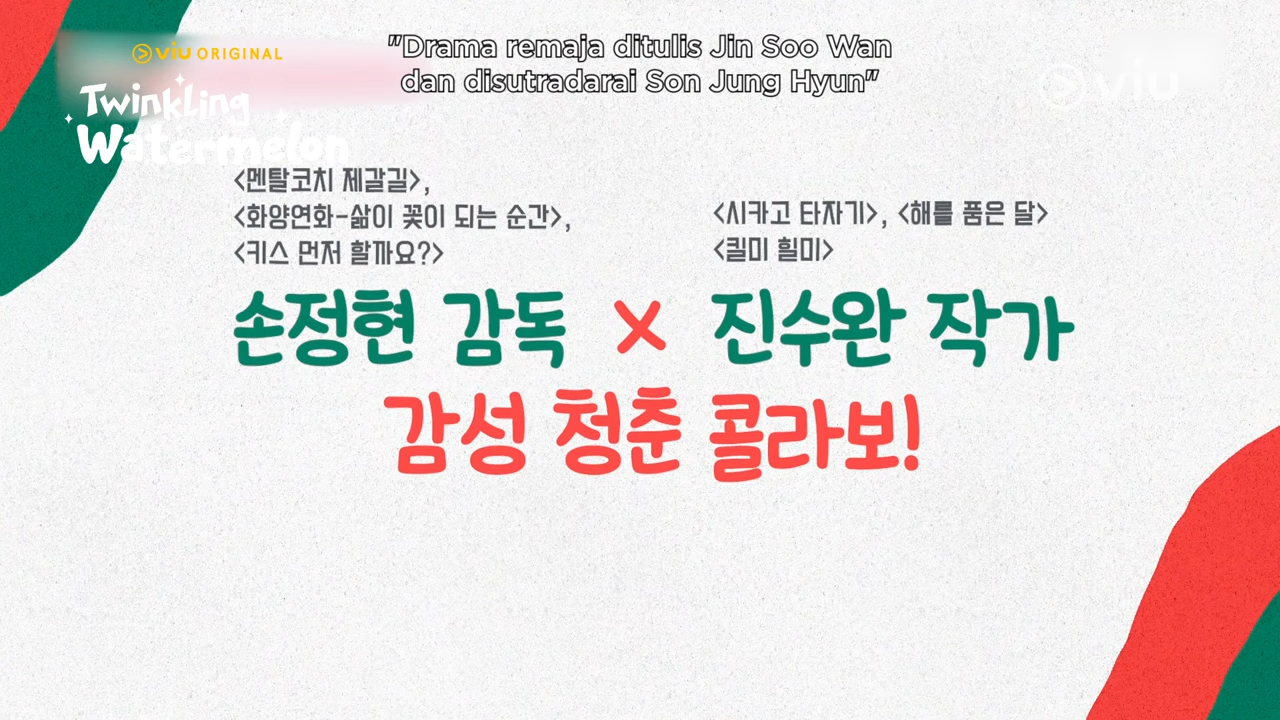 viu ORIGINAL
Twinkling
Watermelon
"Drama remaja ditulis Jin Soo Wan
dan disutradarai Son Jung Hyun"
viu
<멘탈코치 제갈길>,
<화양연화-삶이 꽃이 되는 순간>,
<키스 먼저 할까요?>
<시카고 타자기>, <해를 품은 달>
<킬미 힐미>
손정현 감독 × 진수완 작가
감성 청춘 콜라보!